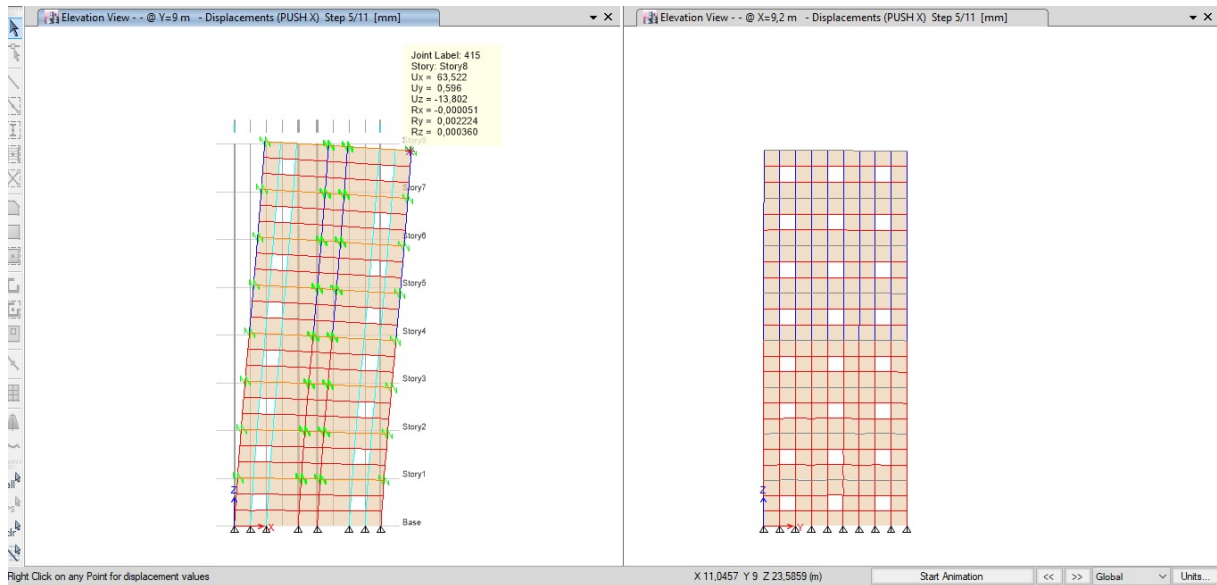 Elevation View - - @ Y=9 m - Displacements (PUSH X) Step 5/11 [mm]
Elevation View - - @ X=9,2 m - Displacements (PUSH X) Step 5/11 [mm]
Joint Label: 415
Story: Story8
Ux = 63,522
Uy = 0,596
Uz = -13,802
Rx = -0,000051
Ry = 0,002224
Rz = 0,000360
Story8
Story7
Story6
Story5
Story4
Story3
Story2
Story1
Base
Z
X
Z
Y
Right Click on any Point for displacement values
X 11,0457 Y 9 Z 23,5859 (m)
Start Animation
<<
>>
Global
Units...